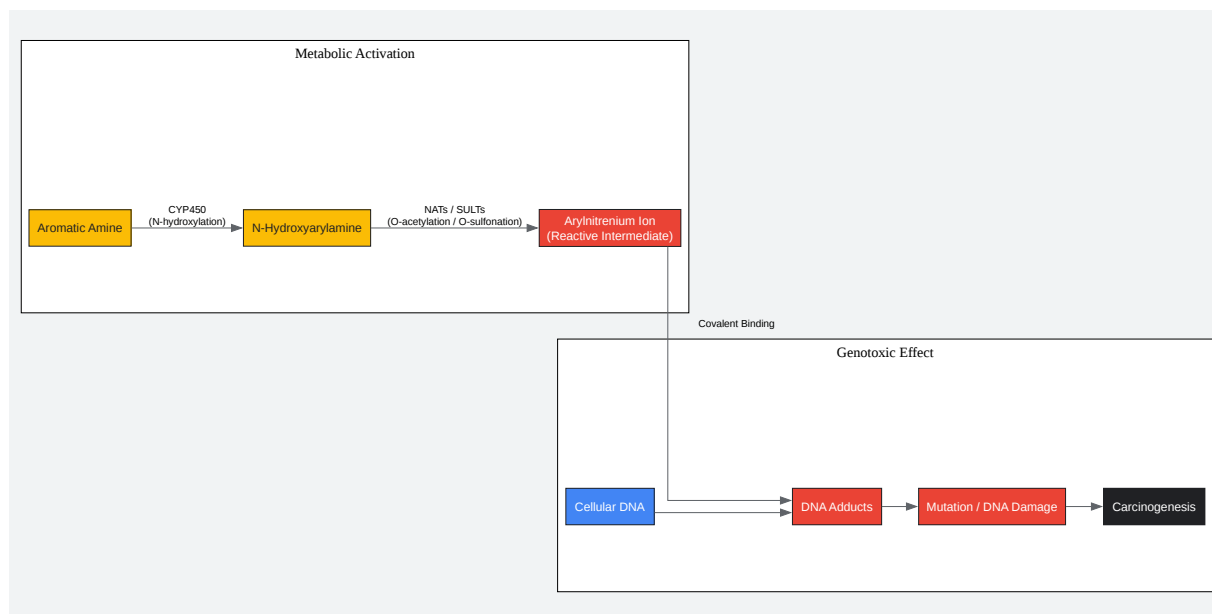 Metabolic Activation
Aromatic Amine
CYP450
(N-hydroxylation)
N-Hydroxyarylamine
NATs / SULTs
(O-acetylation / O-sulfonation)
Arylnitrenium Ion
(Reactive Intermediate)
Covalent Binding
Genotoxic Effect
Cellular DNA
DNA Adducts
Mutation / DNA Damage
Carcinogenesis